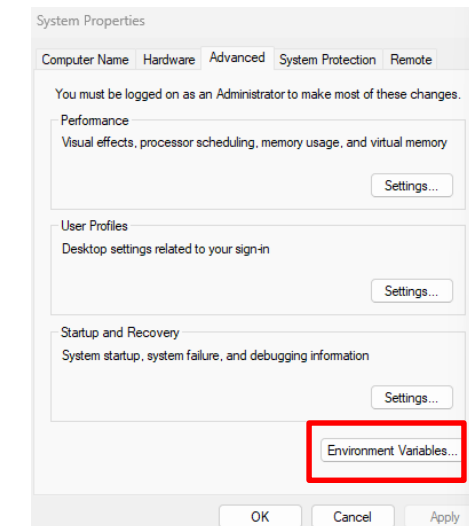 System Properties
Computer Name Hardware Advanced System Protection Remote
You must be logged on as an Administrator to make most of these changes.
Performance
Visual effects, processor scheduling, memory usage, and virtual memory
Settings...
User Profiles
Desktop settings related to your sign-in
Settings...
Startup and Recovery
System startup, system failure, and debugging information
Settings...
Environment Variables...
OK Cancel Apply